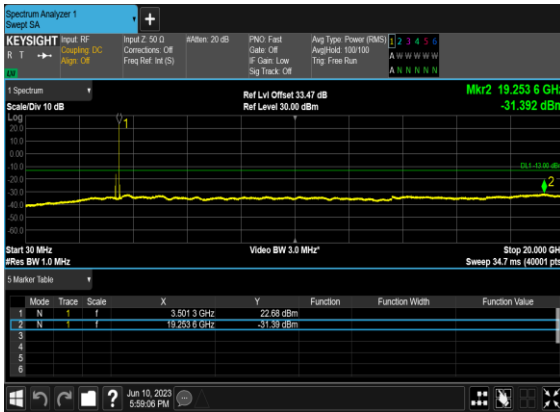 Spectrum Analyzer 1
Swept SA
+
KEYSIGHT
R T
Input: RF
Coupling: DC
Align: Off
Input Z: 50 Ω
Corrections: Off
Freq Ref: Int (S)
#Atten: 20 dB
PNO: Fast
Gate: Off
IF Gain: Low
Sig Track: Off
Avg Type: Power (RMS)
Avg|Hold: 100/100
Trig: Free Run
1 2 3 4 5 6
A W W W W W
A N N N N N
1 Spectrum
Scale/Div 10 dB
Ref Lvl Offset 33.47 dB
Ref Level 30.00 dBm
Mkr2 19.253 6 GHz
-31.392 dBm
Log
20.0
10.0
0.00
-10.0
-20.0
-30.0
-40.0
-50.0
-60.0
1
DL1 -13.00 dBm
2
Start 30 MHz
#Res BW 1.0 MHz
Video BW 3.0 MHz*
Stop 20.000 GH
Sweep 34.7 ms (40001 pts
5 Marker Table
Mode Trace Scale X Y Function Function Width Function Value
1 N 1 f 3.501 3 GHz 22.68 dBm
2 N 1 f 19.253 6 GHz -31.39 dBm
3
4
5
6
?
Jun 10, 2023
5:59:06 PM